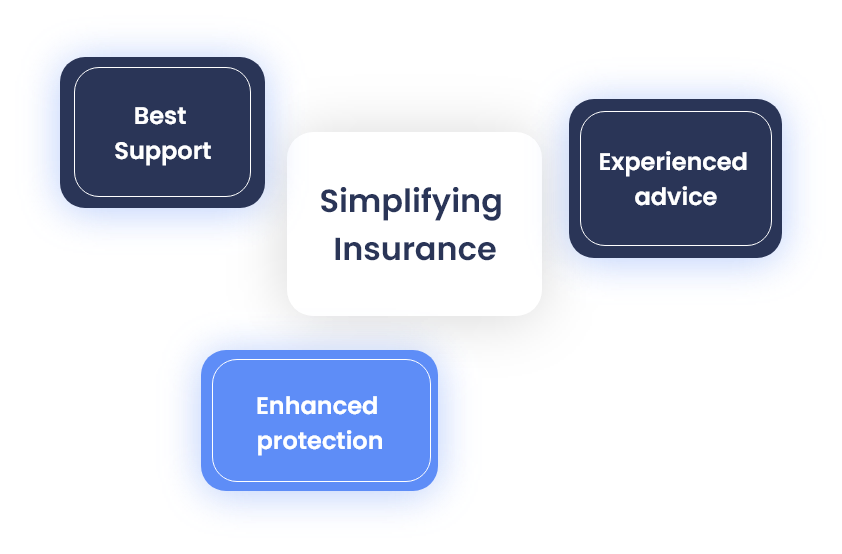 Best
Support
Simplifying
Insurance
Experienced
advice
Enhanced
protection